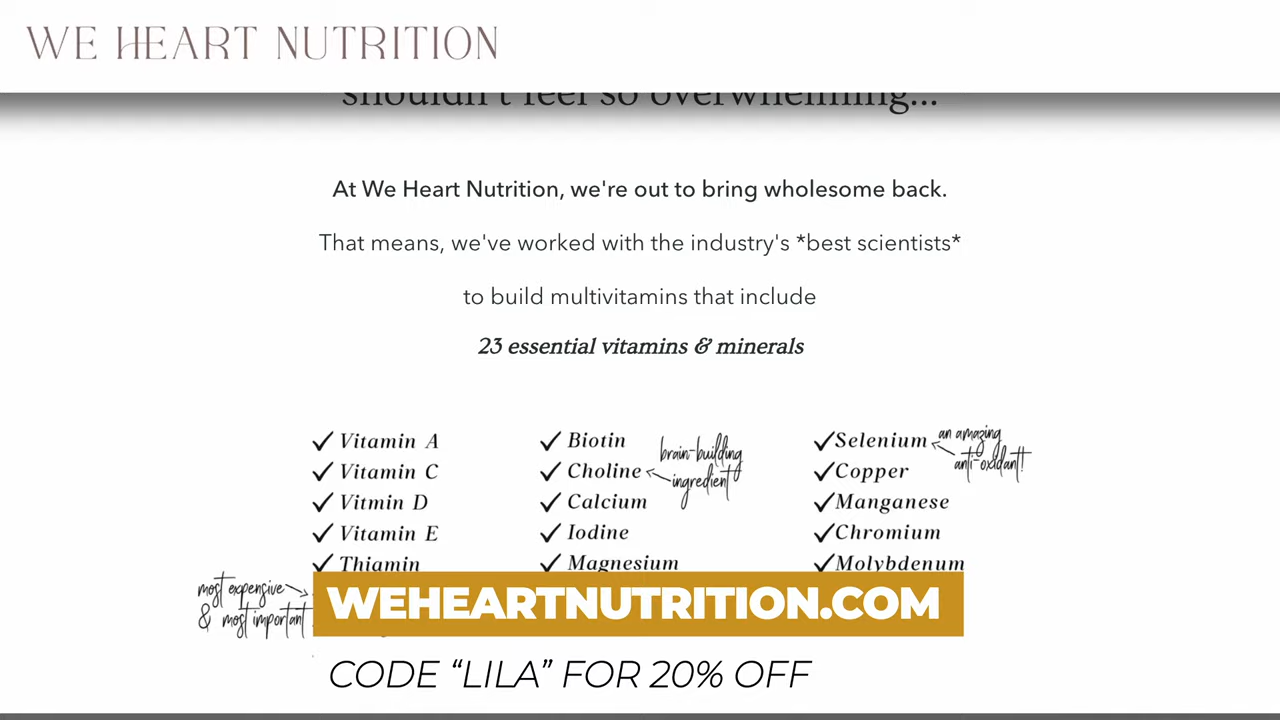 WE HEART NUTRITION
shouldn't feel so overwhelming...
At We Heart Nutrition, we're out to bring wholesome back.
That means, we've worked with the industry's *best scientists*
to build multivitamins that include
23 essential vitamins & minerals
✓ Vitamin A
✓ Vitamin C
✓ Vitmin D
✓ Vitamin E
✓ Thiamin
most expensive
& most important
✓ Biotin
✓ Choline
✓ Calcium
✓ Iodine
✓ Magnesium
brain-building
ingredient
✓ Selenium
✓ Copper
✓ Manganese
✓ Chromium
✓ Molybdenum
an amazing
anti-oxidant!
WEHEARTNUTRITION.COM
CODE “LILA” FOR 20% OFF